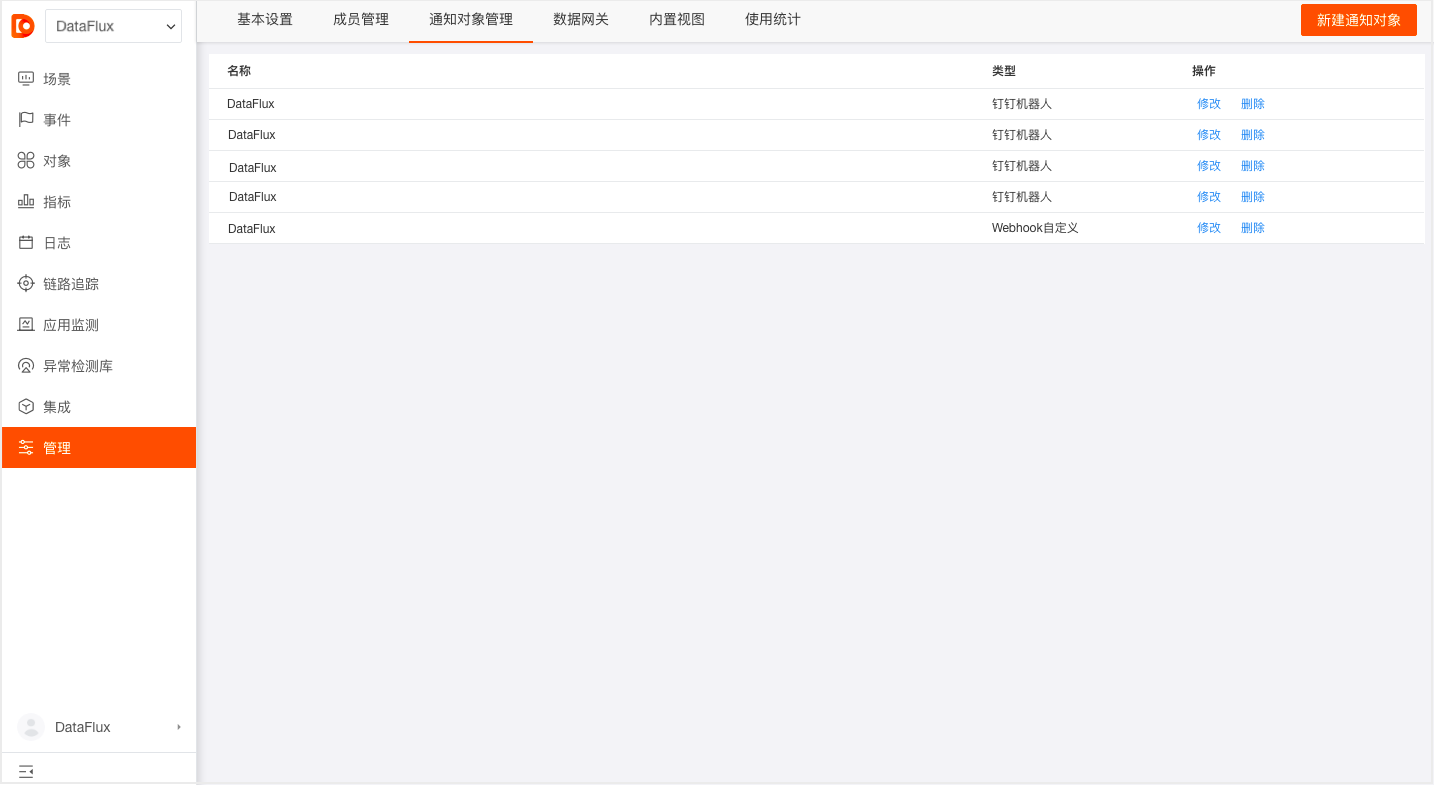 DataFlux
基本设置 成员管理 通知对象管理 数据网关 内置视图 使用统计 新建通知对象
场景
事件
对象
指标
日志
链路追踪
应用监测
异常检测库
集成
管理
名称 类型 操作
DataFlux 钉钉机器人 修改 删除
DataFlux 钉钉机器人 修改 删除
DataFlux 钉钉机器人 修改 删除
DataFlux 钉钉机器人 修改 删除
DataFlux Webhook自定义 修改 删除
DataFlux